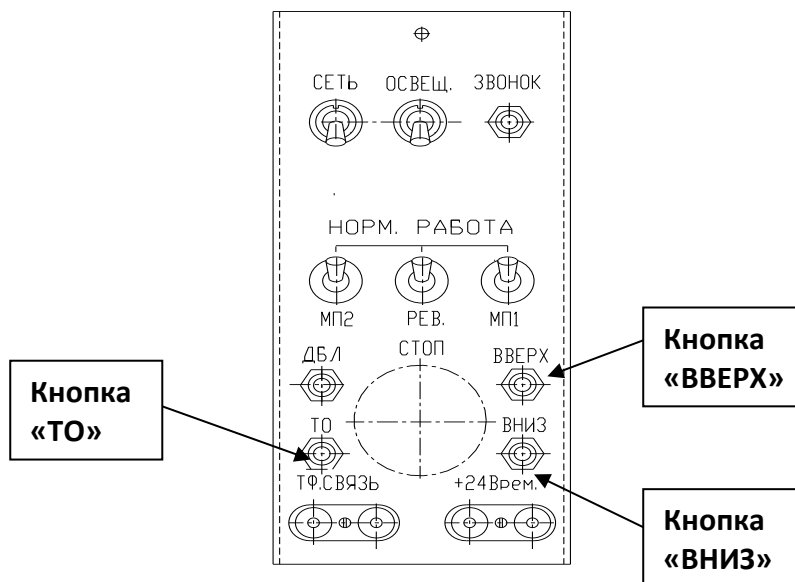 СЕТЬ ОСВЕЩ. ЗВОНОК
НОРМ. РАБОТА
МП2 РЕВ. МП1
ДБЛ СТОП ВВЕРХ
ТО ВНИЗ
ТФ.СВЯЗЬ +24Врем.
Кнопка
«ТО»
Кнопка
«ВВЕРХ»
Кнопка
«ВНИЗ»